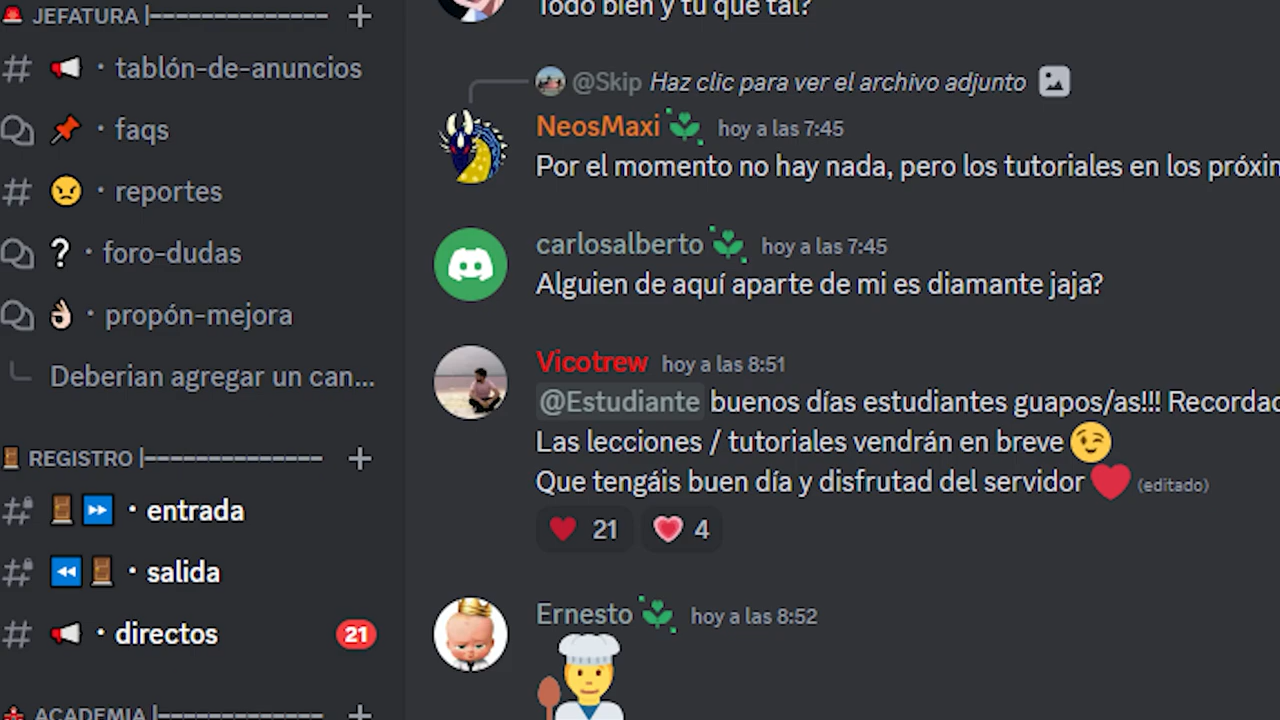 JEFATURA |--------------
tablón-de-anuncios
faqs
reportes
foro-dudas
propón-mejora
Deberian agregar un can...
REGISTRO |--------------
entrada
salida
directos
21
ACADEMIA |-------------
Todo bien y tu que tal?
@Skip Haz clic para ver el archivo adjunto
NeosMaxi hoy a las 7:45
Por el momento no hay nada, pero los tutoriales en los
carlosalberto hoy a las 7:45
Alguien de aquí aparte de mi es diamante jaja?
Vicotrew hoy a las 8:51
@Estudiante buenos días estudiantes guapos/as!!!
Las lecciones / tutoriales vendrán en breve
Que tengáis buen día y disfrutad del servidor (editado)
21 4
Ernesto hoy a las 8:52